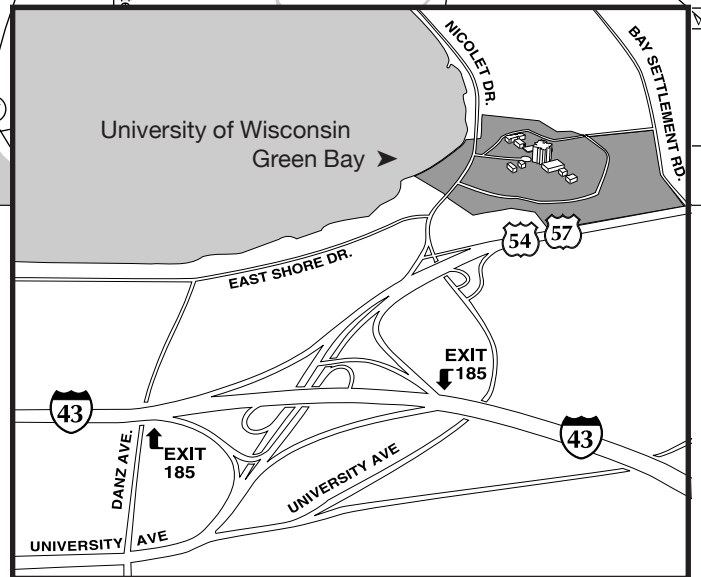 NICOLET DR.
BAY SETTLEMENT RD.
University of Wisconsin
Green Bay
54
57
EAST SHORE DR.
EXIT
185
43
43
EXIT
185
DANZ AVE.
UNIVERSITY AVE
UNIVERSITY AVE